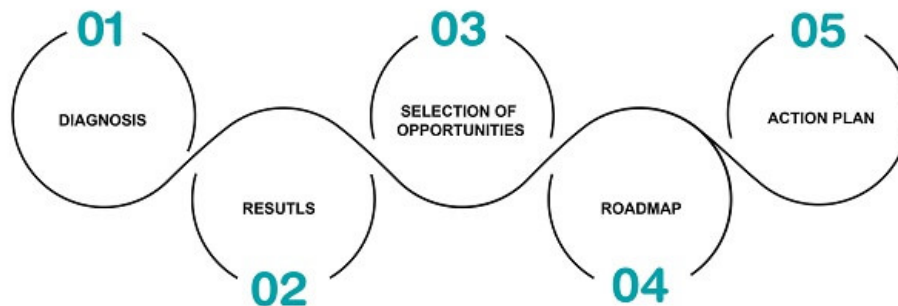 01
DIAGNOSIS
02
RESUTLS
03
SELECTION OF
OPPORTUNITIES
04
ROADMAP
05
ACTION PLAN